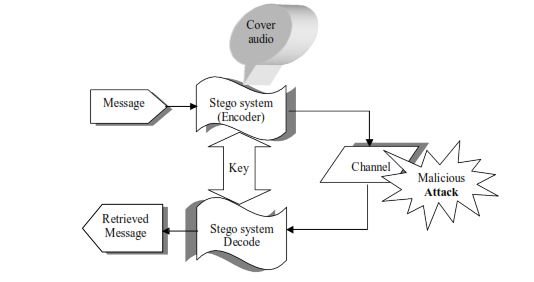 Cover
audio
Message
Stego system
(Encoder)
Key
Channel
Malicious
Attack
Retrieved
Message
Stego system
Decode